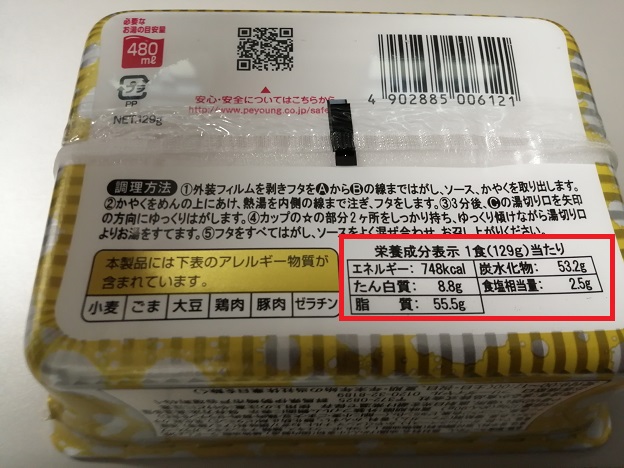 必要な
お湯の目安量
480
ml
プラ
PP
NET.129g
安心・安全についてはこちらから
http://www.peyoung.co.jp/safe
4 902885 006121
調理方法 ①外装フィルムを剥きフタをⒶからⒷの線まではがし、ソース、かやくを取り出します。
②かやくをめんの上にあけ、熱湯を内側の線まで注ぎ、フタをします。③3分後、Ⓒの湯切り口を矢印
の方向にゆっくりはがします。④カップの☆の部分2ヶ所をしっかり持ち、ゆっくり傾けながら湯切り口
よりお湯をすてます。⑤フタをすべてはがし、ソースをよく混ぜ合わせ、お召し上がりください。
本製品には下表のアレルギー物質が
含まれています。
小麦 ごま 大豆 鶏肉 豚肉 ゼラチン
栄養成分表示 1食(129g)当たり
エネルギー: 748kcal 炭水化物: 53.2g
たん白質: 8.8g 食塩相当量: 2.5g
脂質: 55.5g